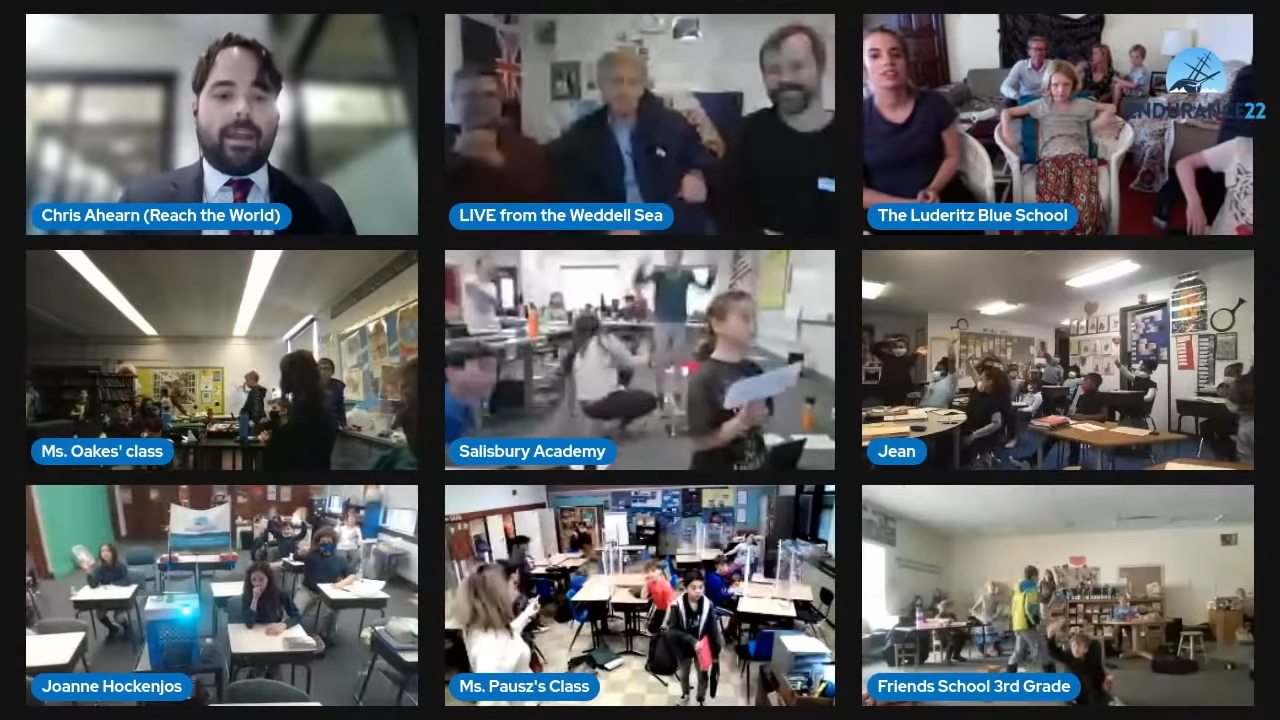 Chris Ahearn (Reach the World)
LIVE from the Weddell Sea
The Luderitz Blue School
ENDURANCE22
Ms. Oakes' class
Salisbury Academy
Jean
Joanne Hockenjos
Ms. Pausz's Class
Friends School 3rd Grade